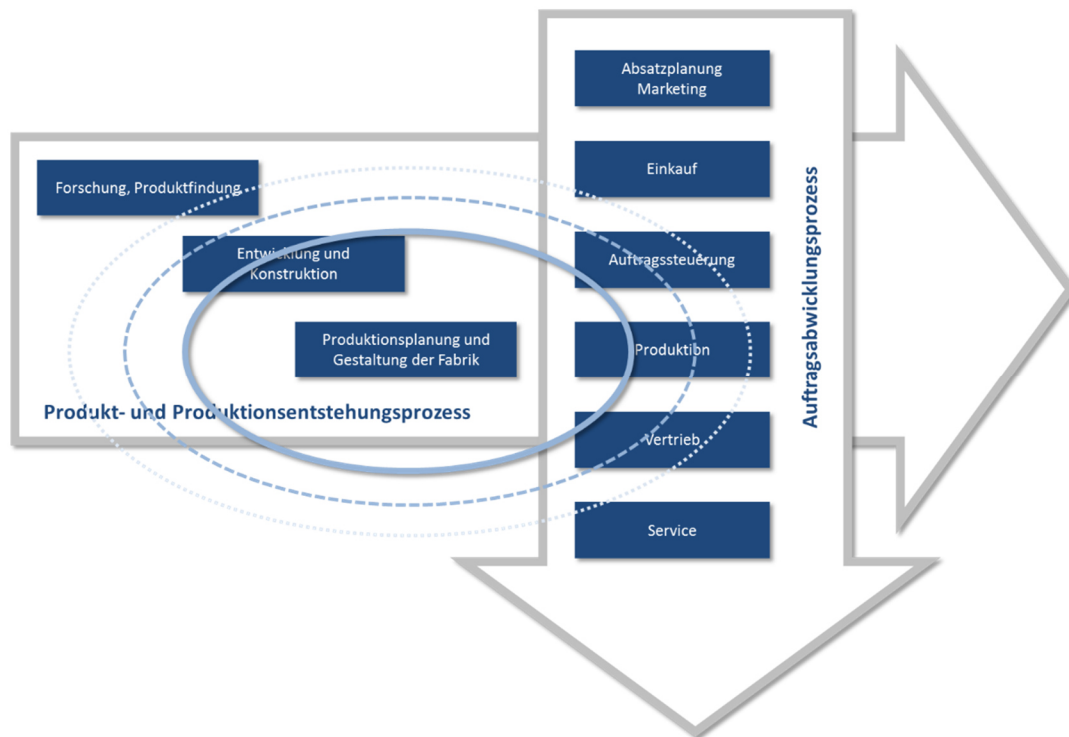 Absatzplanung
Marketing
Einkauf
Auftragssteuerung
Produktion
Vertrieb
Service
Auftragsabwicklungsprozess
Forschung, Produktfindung
Entwicklung und
Konstruktion
Produktionsplanung und
Gestaltung der Fabrik
Produkt- und Produktionsentstehungsprozess